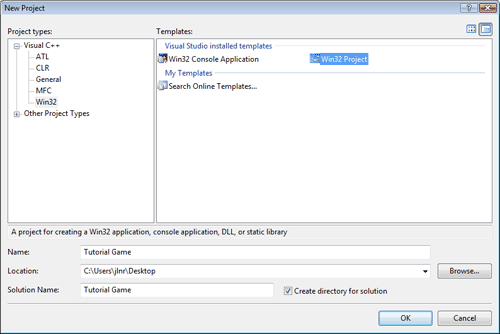 New Project
Project types:
Templates:
Visual C++
ATL
CLR
General
MFC
Win32
Other Project Types
Visual Studio installed templates
Win32 Console Application
Win32 Project
My Templates
Search Online Templates...
A project for creating a Win32 application, console application, DLL, or static library
Name:
Tutorial Game
Location:
C:\Users\jlnr\Desktop
Browse...
Solution Name:
Tutorial Game
Create directory for solution
OK
Cancel